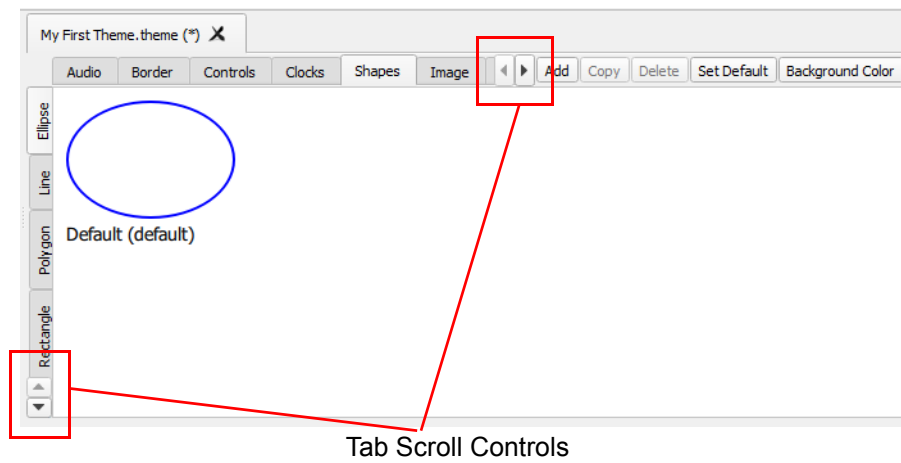 My First Theme.theme (*)
Audio Border Controls Clocks Shapes Image Add Copy Delete Set Default Background Color
Ellipse
Line
Polygon
Rectangle
Default (default)
Tab Scroll Controls